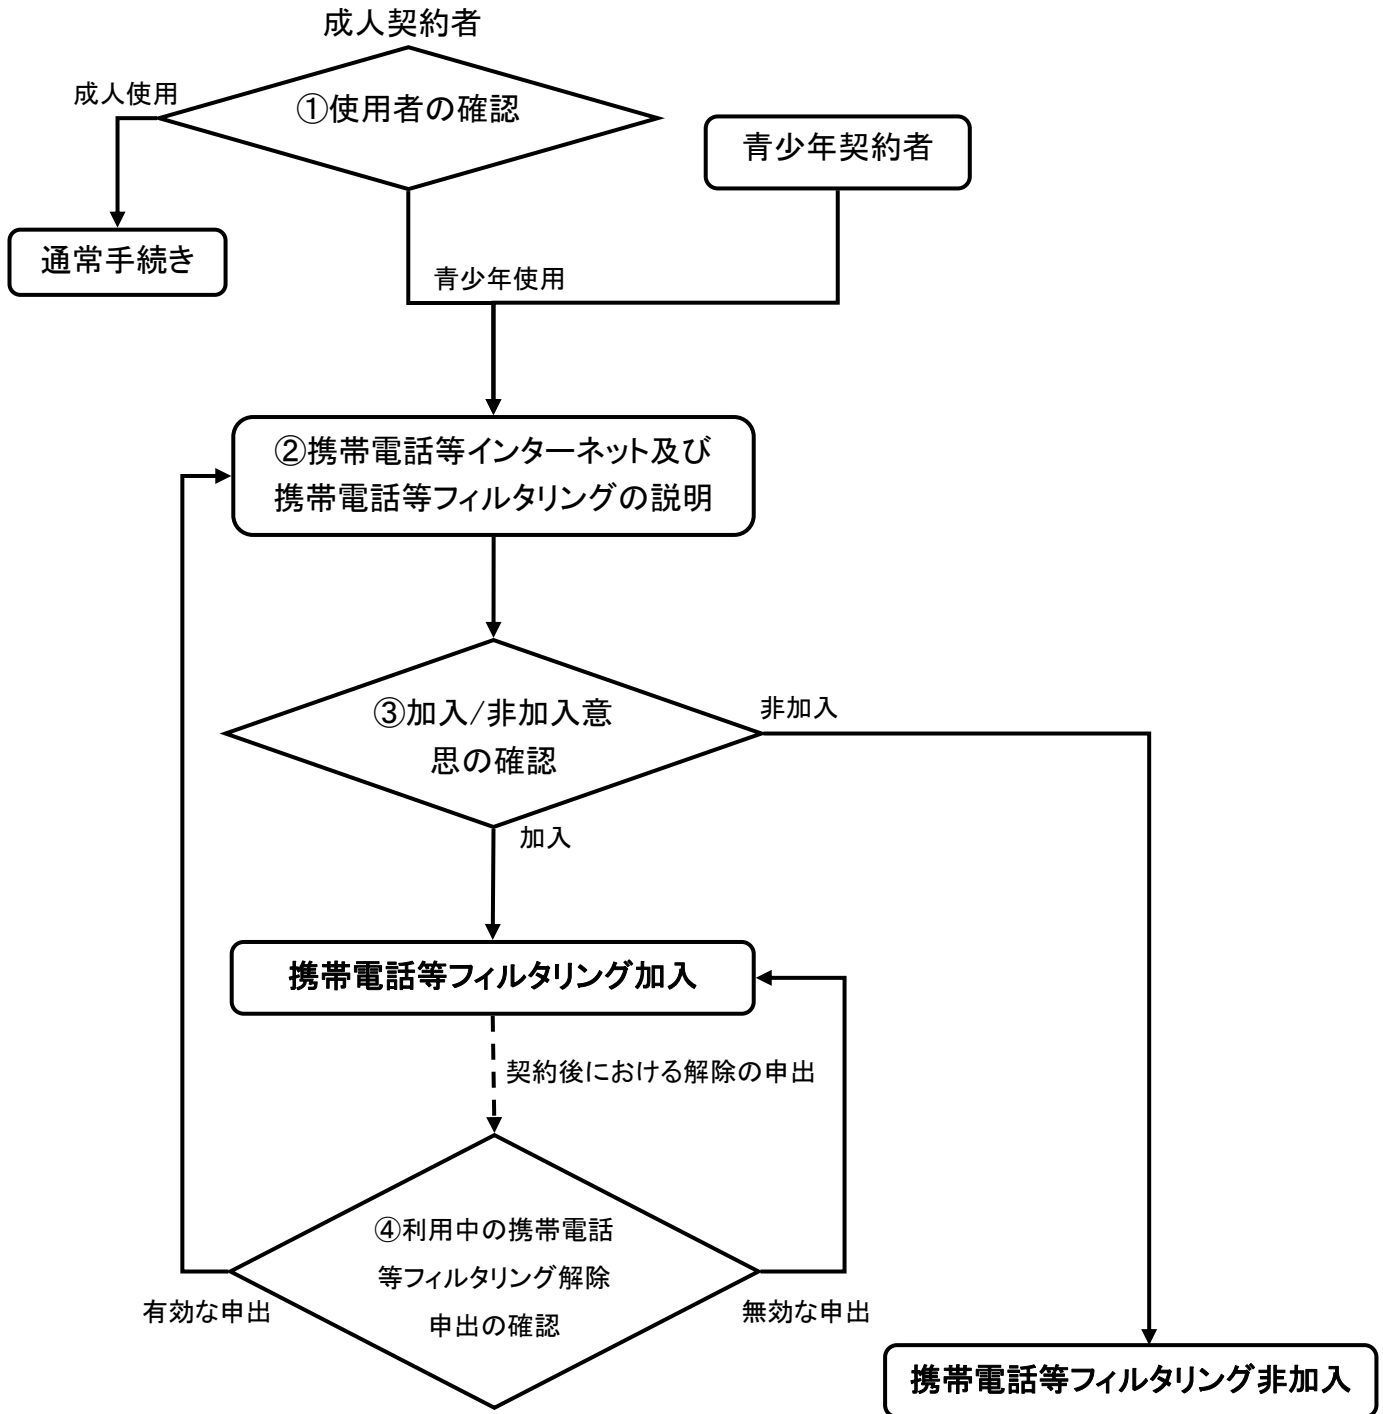 成人契約者
成人使用
①使用者の確認
青少年契約者
通常手続き
青少年使用
②携帯電話等インターネット及び
携帯電話等フィルタリングの説明
③加入/非加入意
思の確認
非加入
加入
携帯電話等フィルタリング加入
契約後における解除の申出
④利用中の携帯電話
等フィルタリング解除
申出の確認
有効な申出
無効な申出
携帯電話等フィルタリング非加入